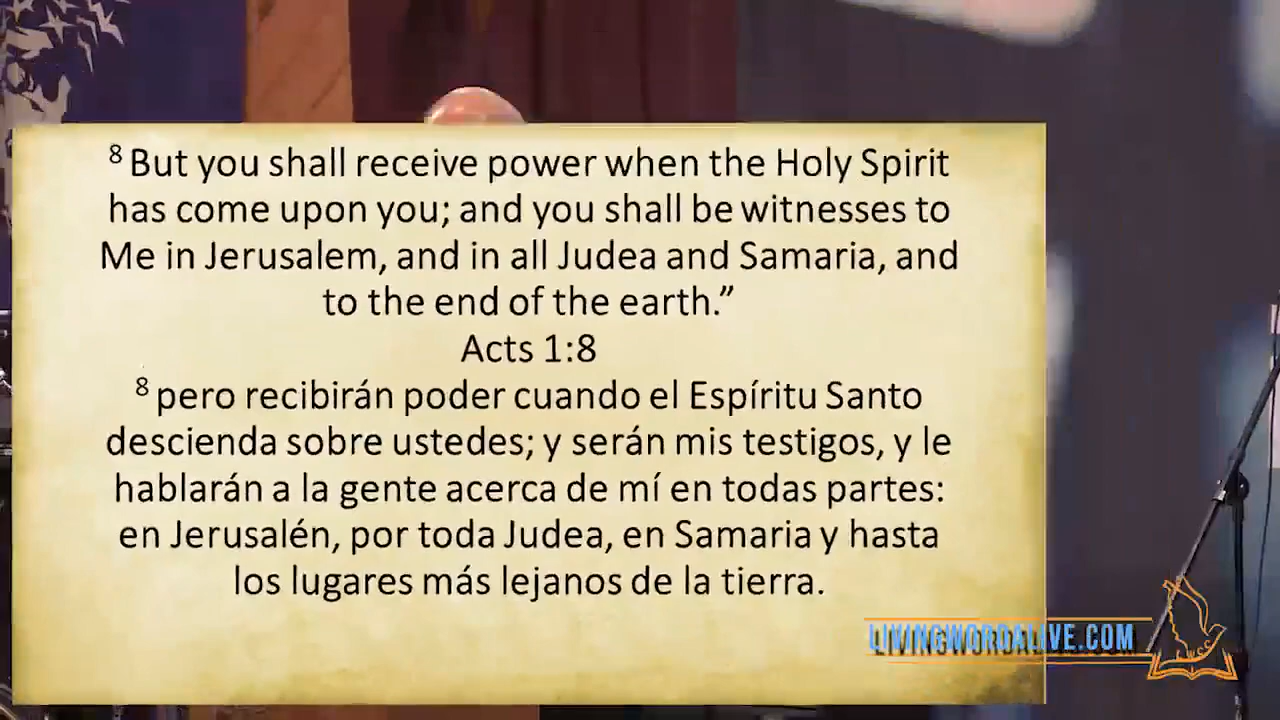 ⁸ But you shall receive power when the Holy Spirit
has come upon you; and you shall be witnesses to
Me in Jerusalem, and in all Judea and Samaria, and
to the end of the earth.”
Acts 1:8
⁸ pero recibirán poder cuando el Espíritu Santo
descienda sobre ustedes; y serán mis testigos, y le
hablarán a la gente acerca de mí en todas partes:
en Jerusalén, por toda Judea, en Samaria y hasta
los lugares más lejanos de la tierra.
LIVINGWORDALIVE.COM